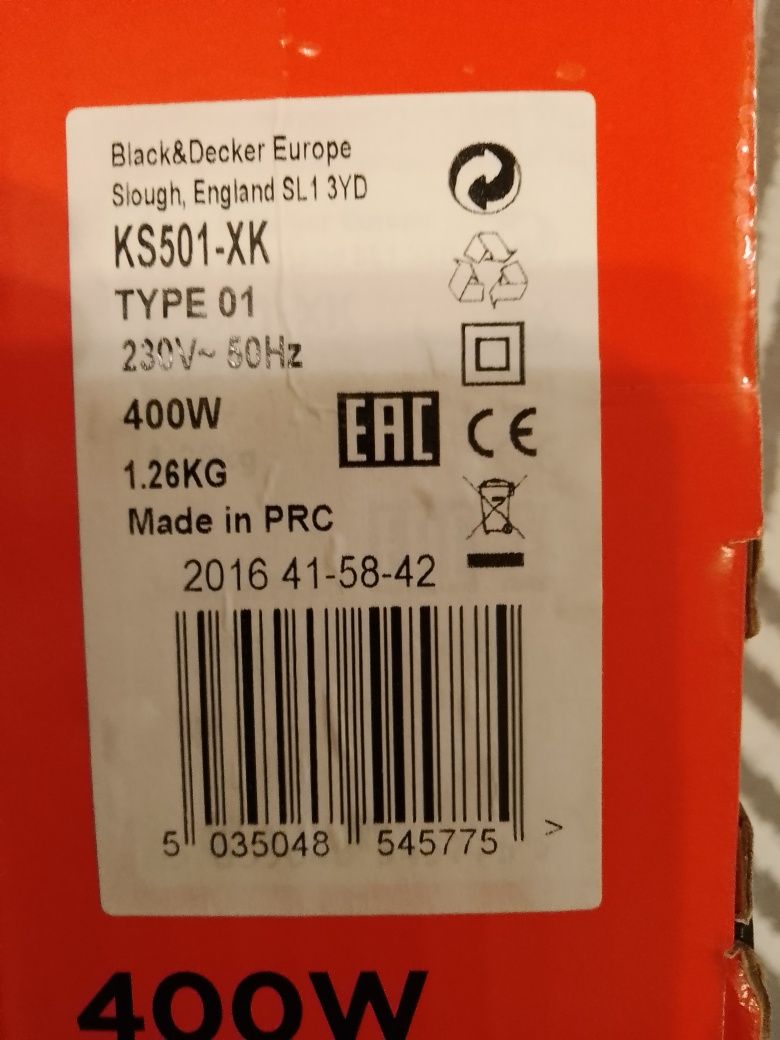 Black&Decker Europe
Slough, England SL1 3YD
KS501-XK
TYPE 01
230V~ 50Hz
400W
EAC
CE
1.26KG
Made in PRC
2016 41-58-42
5 035048 545775 >
400W